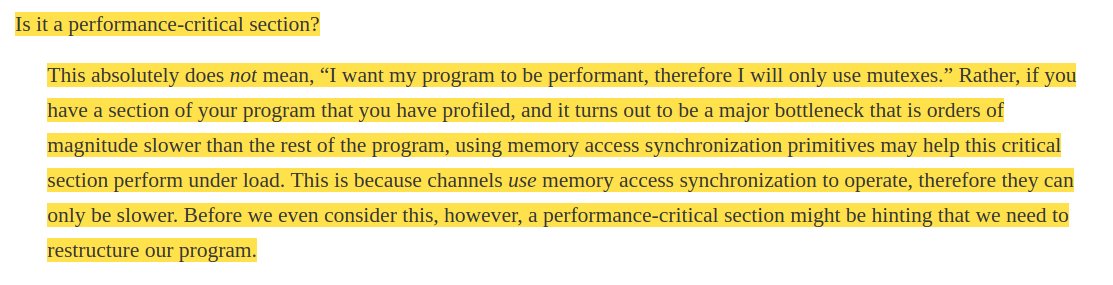 Is it a performance-critical section?
This absolutely does not mean, “I want my program to be performant, therefore I will only use mutexes.” Rather, if you
have a section of your program that you have profiled, and it turns out to be a major bottleneck that is orders of
magnitude slower than the rest of the program, using memory access synchronization primitives may help this critical
section perform under load. This is because channels use memory access synchronization to operate, therefore they can
only be slower. Before we even consider this, however, a performance-critical section might be hinting that we need to
restructure our program.